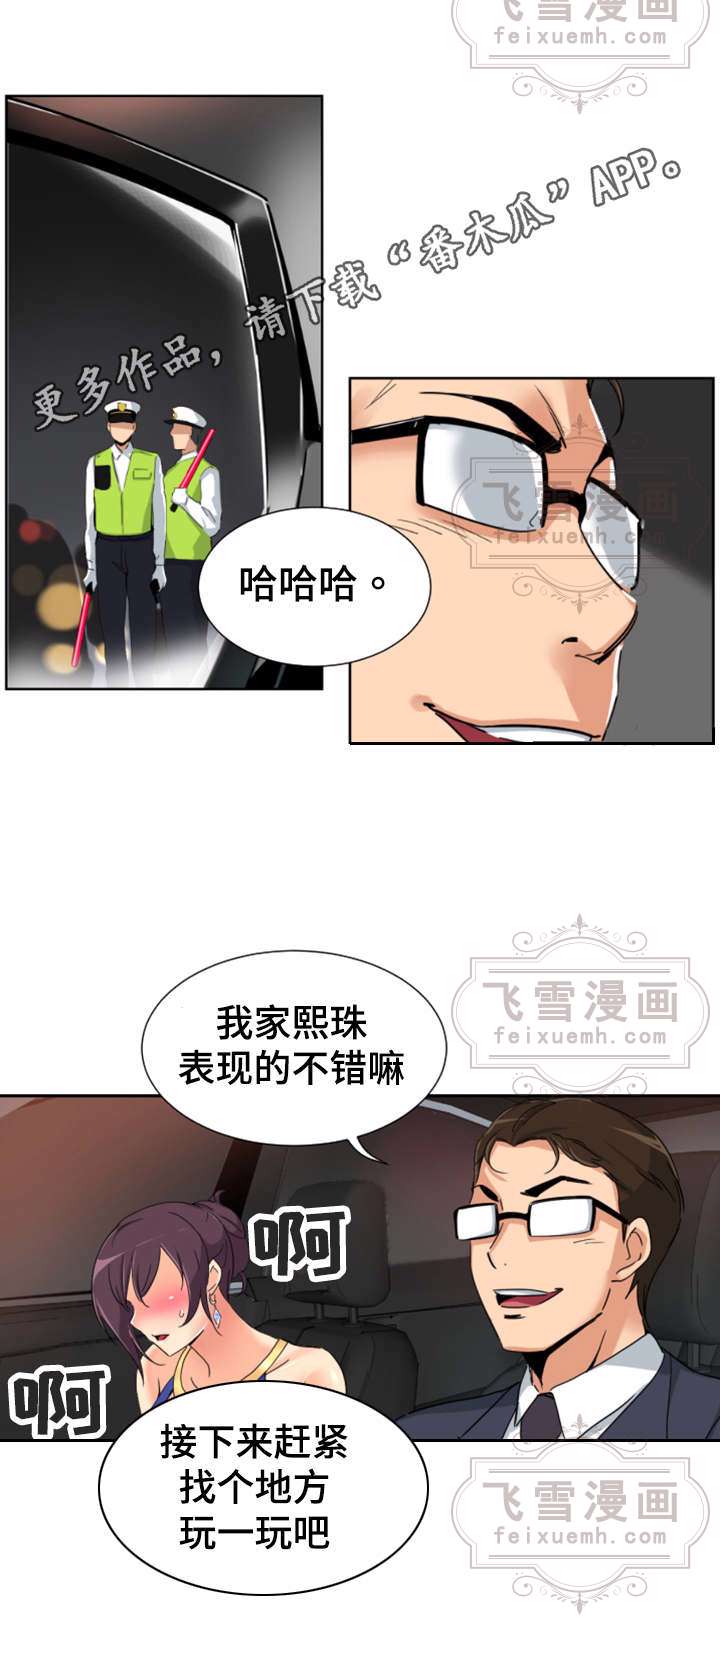 飞雪漫画
feixuemh.com
更多作品，请下载“番木瓜”APP。
飞雪漫画
feixuemh.com
哈哈哈。
飞雪漫画
feixuemh.com
我家熙珠
表现的不错嘛
啊
啊
接下来赶紧
找个地方
玩一玩吧
飞雪漫画
feixuemh.com